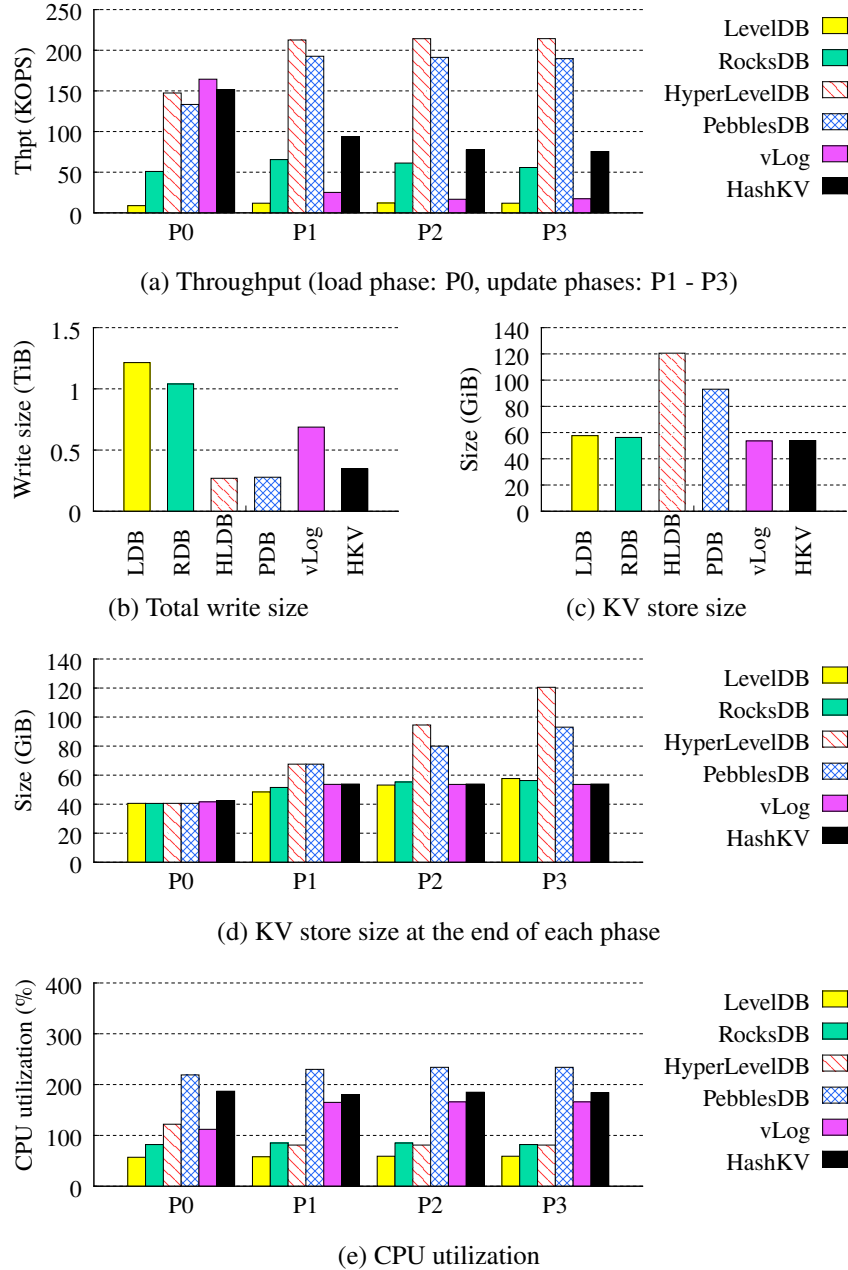 Thpt (KOPS)
250
200
150
100
50
0
P0 P1 P2 P3
LevelDB
RocksDB
HyperLevelDB
PebblesDB
vLog
HashKV
(a) Throughput (load phase: P0, update phases: P1 - P3)
Write size (TiB)
1.5
1
0.5
0
LDB
RDB
HLDB
PDB
vLog
HKV
(b) Total write size
Size (GiB)
140
120
100
80
60
40
20
0
LDB
RDB
HLDB
PDB
vLog
HKV
(c) KV store size
Size (GiB)
140
120
100
80
60
40
20
0
P0 P1 P2 P3
LevelDB
RocksDB
HyperLevelDB
PebblesDB
vLog
HashKV
(d) KV store size at the end of each phase
CPU utilization (%)
400
300
200
100
0
P0 P1 P2 P3
LevelDB
RocksDB
HyperLevelDB
PebblesDB
vLog
HashKV
(e) CPU utilization